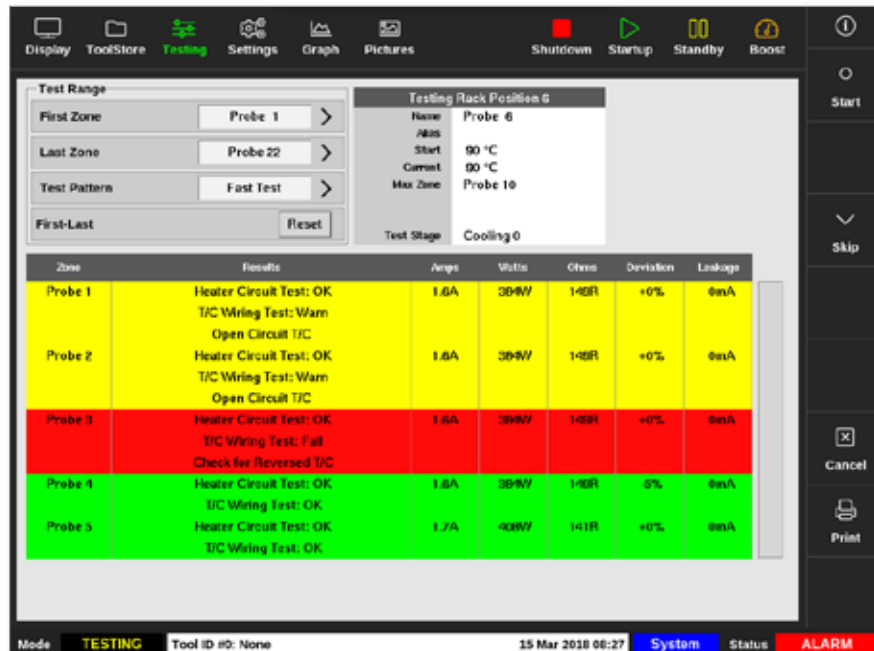 Display ToolStore Testing Settings Graph Pictures Shutdown Startup Standby Boost
Start
Skip
Cancel
Print
Test Range
First Zone Probe 1
Last Zone Probe 22
Test Pattern Fast Test
First-Last Reset
Testing Rack Position 6
Name Probe 6
Alias
Start 90 °C
Current 90 °C
Max Zone Probe 10
Test Stage Cooling 0
Zone Results Amps Watts Ohms Deviation Leakage
Probe 1 Heater Circuit Test: OK 1.6A 384W 149R +0% 0mA
T/C Wiring Test: Warn
Open Circuit T/C
Probe 2 Heater Circuit Test: OK 1.6A 384W 149R +0% 0mA
T/C Wiring Test: Warn
Open Circuit T/C
Probe 3 Heater Circuit Test: OK 1.6A 384W 149R +0% 0mA
T/C Wiring Test: Fail
Check for Reversed T/C
Probe 4 Heater Circuit Test: OK 1.6A 384W 149R -5% 0mA
T/C Wiring Test: OK
Probe 5 Heater Circuit Test: OK 1.7A 408W 141R +0% 0mA
T/C Wiring Test: OK
Mode TESTING Tool ID #0: None 15 Mar 2018 08:27 System Status ALARM